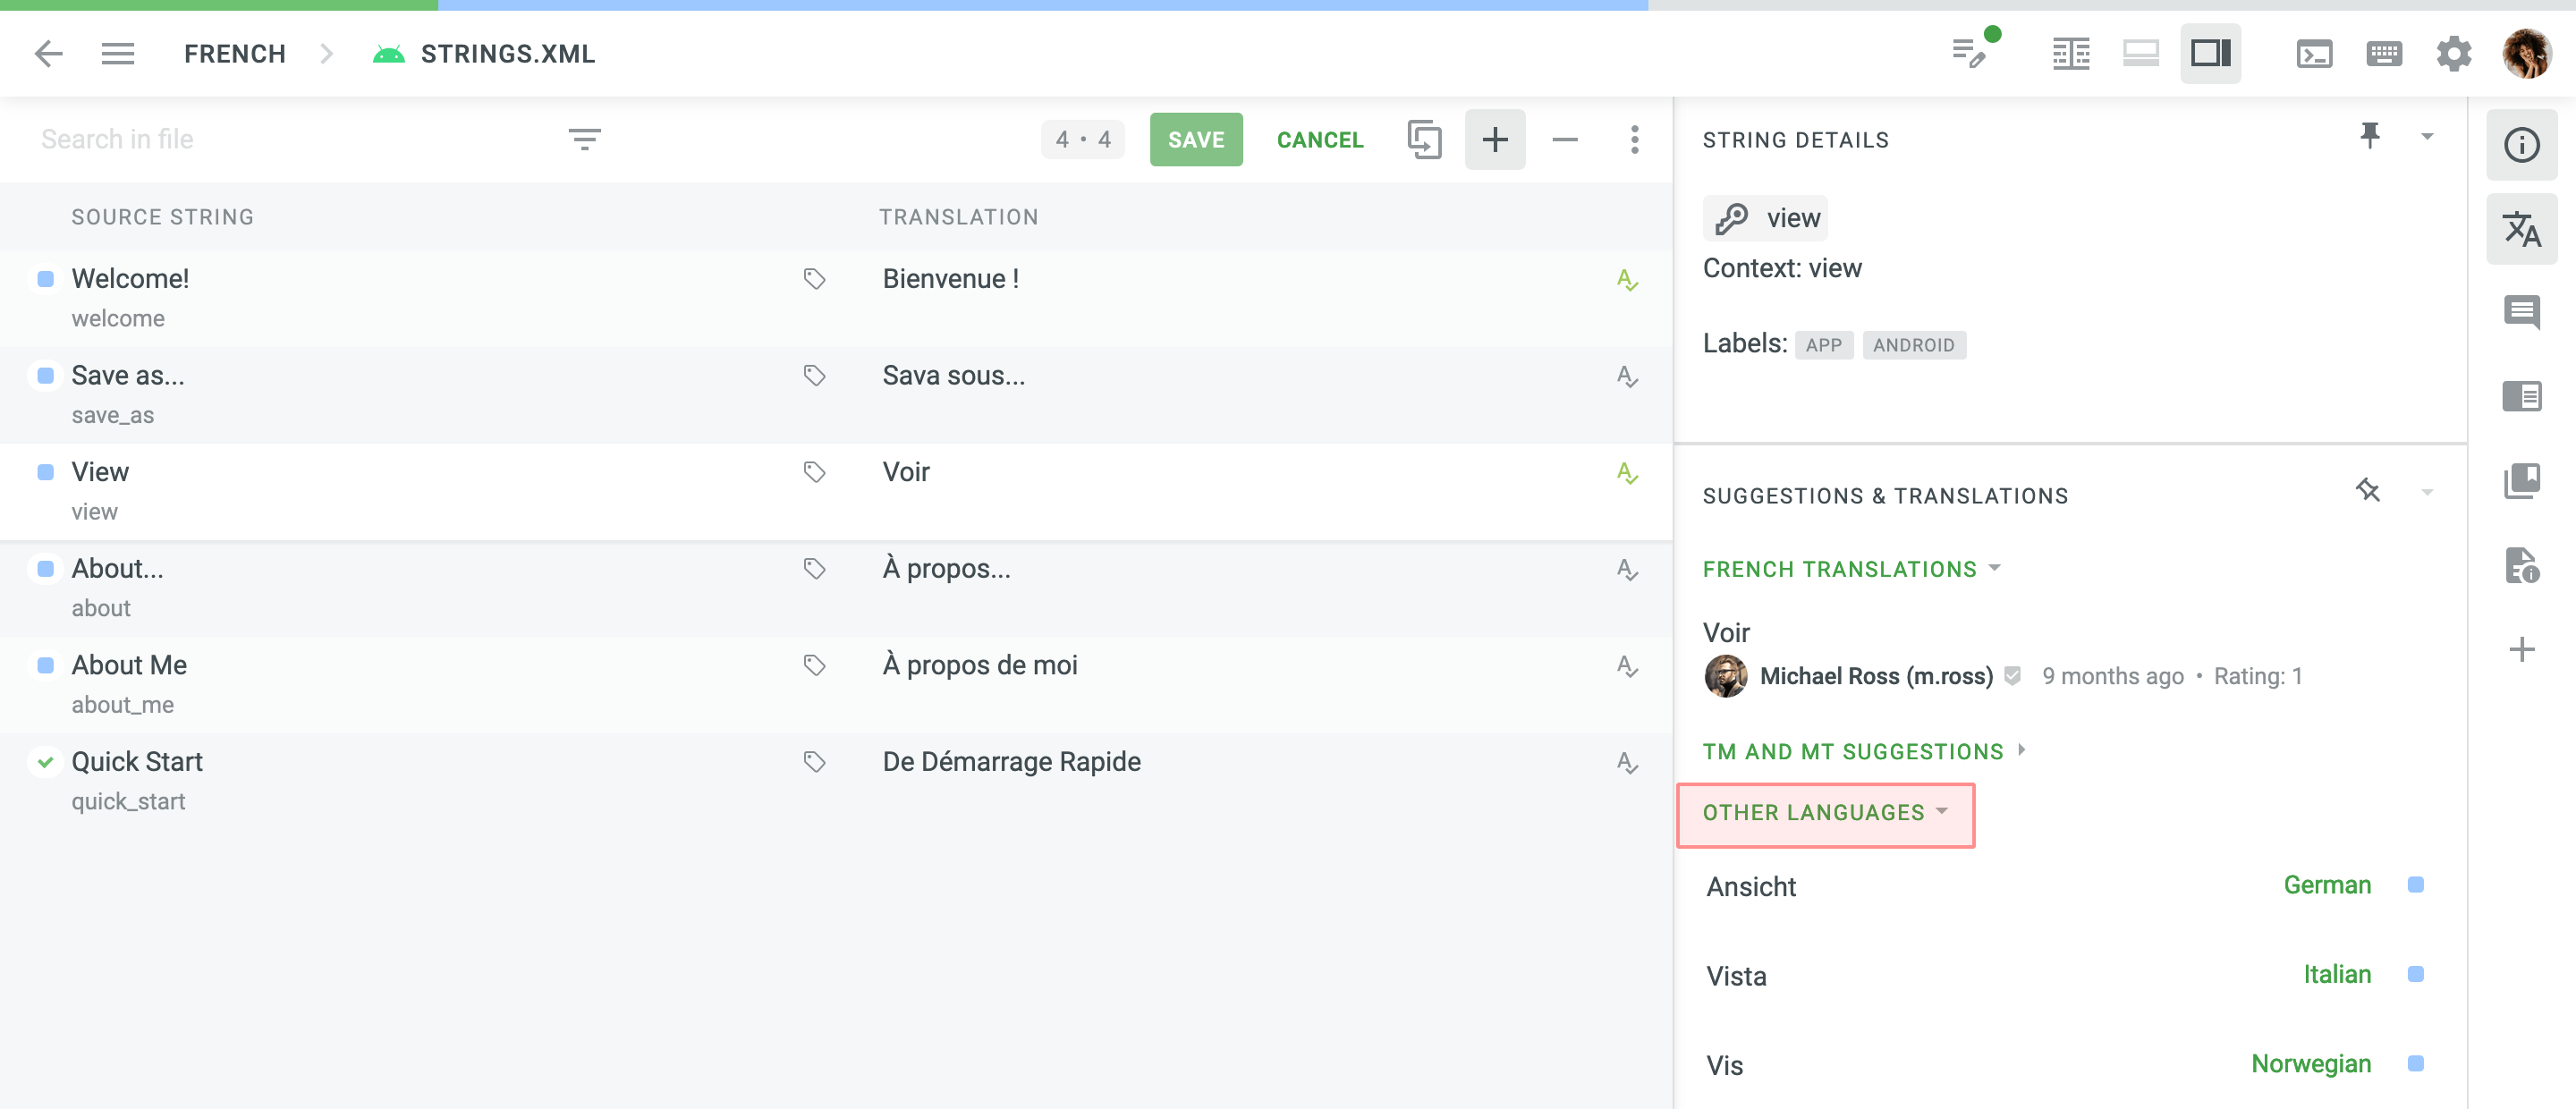 FRENCH
STRINGS.XML
Search in file
4 • 4
SAVE
CANCEL
SOURCE STRING
TRANSLATION
Welcome!
welcome
Bienvenue !
Save as...
save_as
Sava sous...
View
view
Voir
About...
about
À propos...
About Me
about_me
À propos de moi
Quick Start
quick_start
De Démarrage Rapide
STRING DETAILS
view
Context: view
Labels: APP ANDROID
SUGGESTIONS & TRANSLATIONS
FRENCH TRANSLATIONS
Voir
Michael Ross (m.ross) 9 months ago • Rating: 1
TM AND MT SUGGESTIONS
OTHER LANGUAGES
Ansicht German
Vista Italian
Vis Norwegian